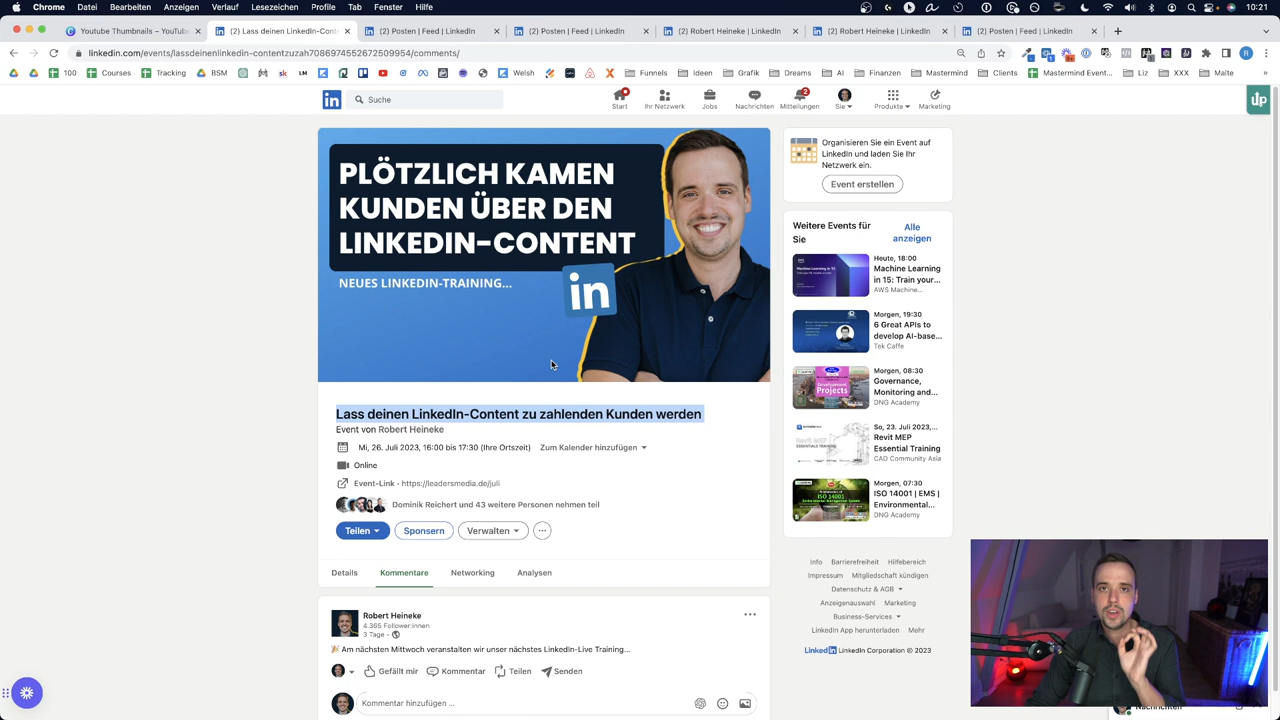 Chrome Ablage Bearbeiten Anzeigen Verlauf Lesezeichen Profile Tab Fenster Hilfe
Do. 20. Juli 10:21
Youtube Thumbnails – YouTub
(2) Lass deinen LinkedIn-Cont
(2) Posten | Feed | LinkedIn
(2) Posten | Feed | LinkedIn
(2) Robert Heineke | LinkedIn
(2) Robert Heineke | LinkedIn
(2) Posten | Feed | LinkedIn
linkedin.com/events/lassdeinenlinkedin-contentzuzah7086974552672509954/comments/
100 Courses Tracking BSM LM Welsh Funnels Ideen Grafik Dreams AI Finanzen Mastermind Clients Mastermind Event... Liz XXX Malte »
Suche
Start Ihr Netzwerk Jobs Nachrichten Mitteilungen Sie Produkte Marketing
up
PLÖTZLICH KAMEN
KUNDEN ÜBER DEN
LINKEDIN-CONTENT
NEUES LINKEDIN-TRAINING...
in
Lass deinen LinkedIn-Content zu zahlenden Kunden werden
Event von Robert Heineke
Mi, 26. Juli 2023, 16:00 bis 17:30 (Ihre Ortszeit) Zum Kalender hinzufügen
Online
Event-Link · https://leadersmedia.de/juli
Dominik Reichert und 43 weitere Personen nehmen teil
Teilen Sponsern Verwalten
Details Kommentare Networking Analysen
Robert Heineke
4.365 Follower:innen
3 Tage •
Am nächsten Mittwoch veranstalten wir unser nächstes LinkedIn-Live Training...
Gefällt mir Kommentar Teilen Senden
Kommentar hinzufügen ...
Organisieren Sie ein Event auf
LinkedIn und laden Sie Ihr
Netzwerk ein.
Event erstellen
Weitere Events für
Sie
Alle
anzeigen
Heute, 18:00
Machine Learning
in 15: Train your...
AWS Machine...
Morgen, 19:30
6 Great APIs to
develop AI-base...
Tek Caffe
Morgen, 08:30
Governance,
Monitoring and...
DNG Academy
So, 23. Juli 2023,...
Revit MEP
Essential Training
CAD Community Asia
Morgen, 07:30
ISO 14001 | EMS |
Environmental...
DNG Academy
Info Barrierefreiheit Hilfebereich
Impressum Mitgliedschaft kündigen
Datenschutz & AGB
Anzeigenauswahl Marketing
Business-Services
LinkedIn App herunterladen Mehr
LinkedIn LinkedIn Corporation © 2023
Nachrichten